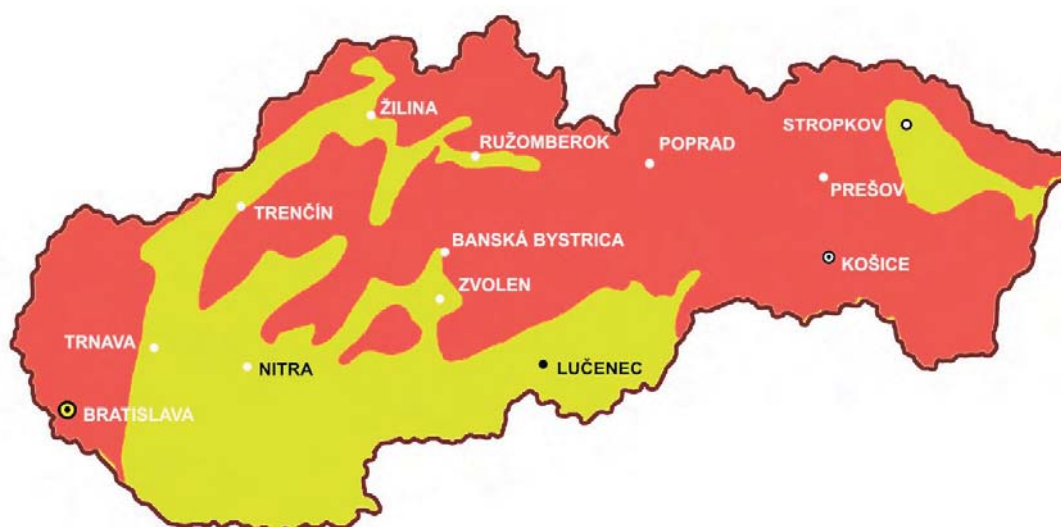 ŽILINA
STROPKOV
RUŽOMBEROK
POPRAD
PREŠOV
TRENČÍN
BANSKÁ BYSTRICA
KOŠICE
ZVOLEN
TRNAVA
NITRA
LUČENEC
BRATISLAVA